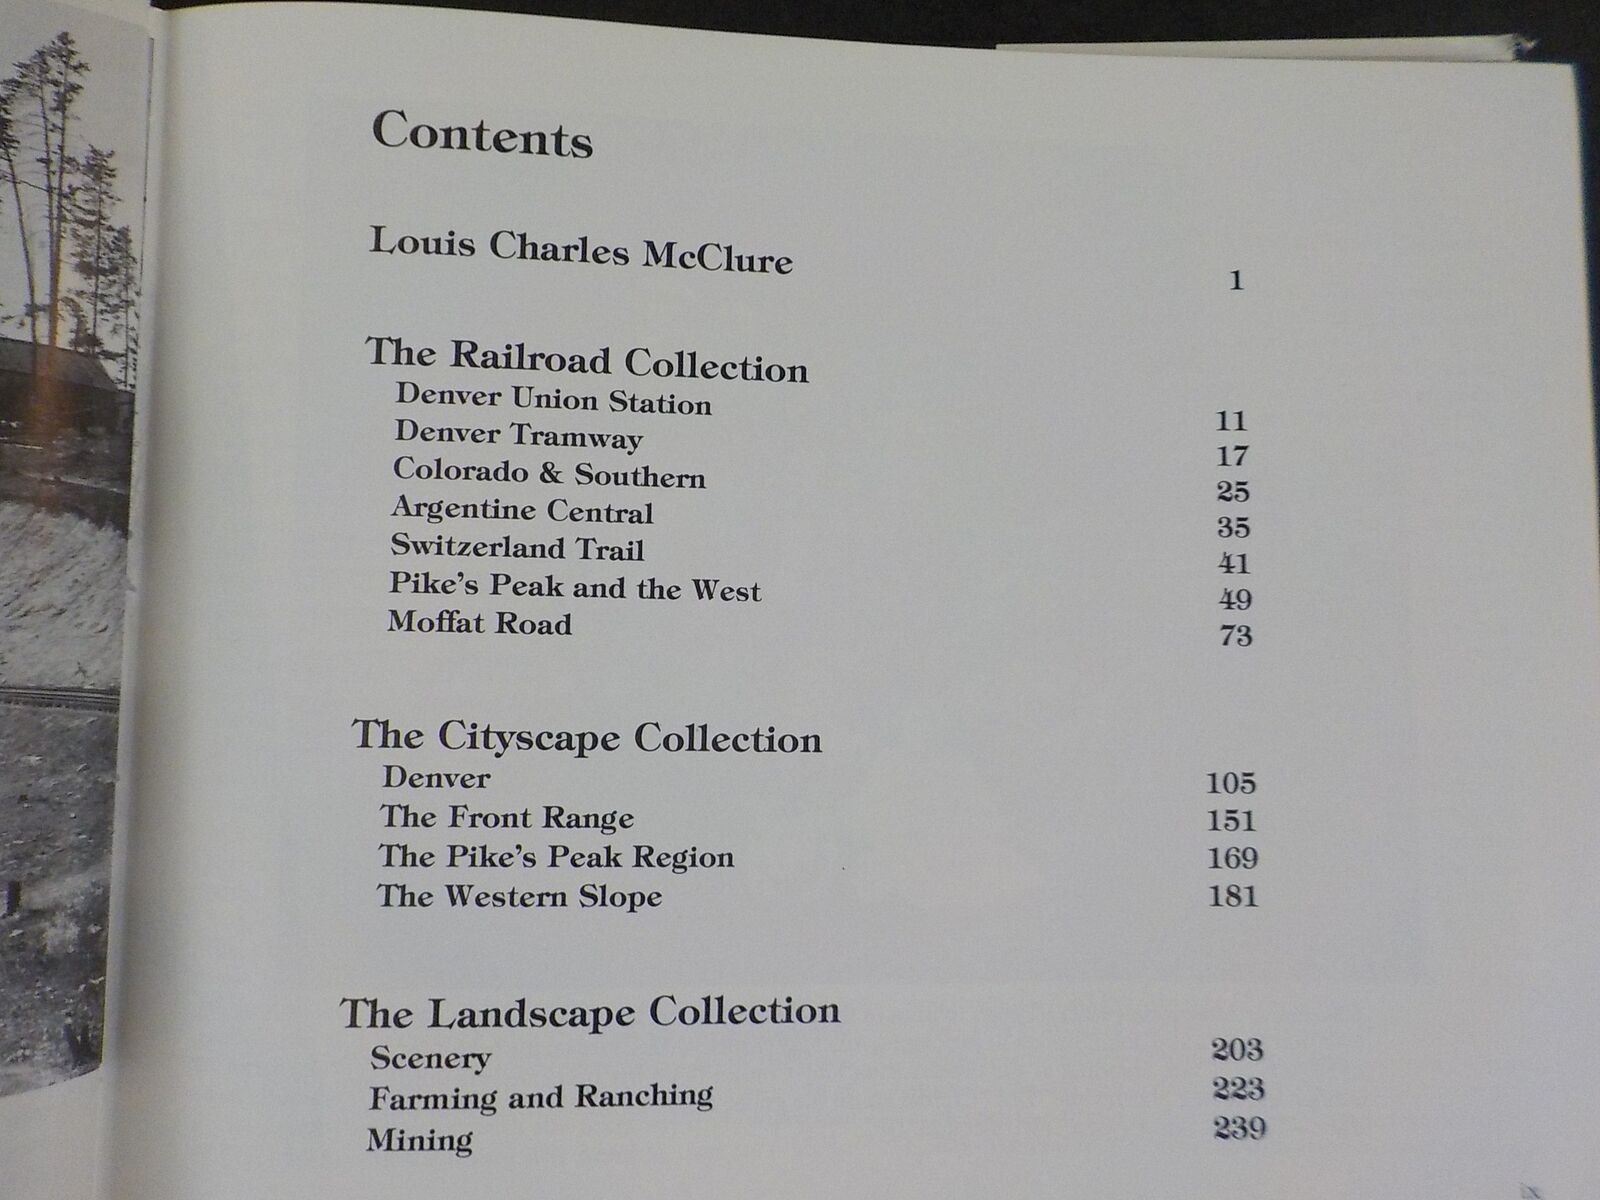 Contents
Louis Charles McClure 1
The Railroad Collection
Denver Union Station 11
Denver Tramway 17
Colorado & Southern 25
Argentine Central 35
Switzerland Trail 41
Pike's Peak and the West 49
Moffat Road 73
The Cityscape Collection
Denver 105
The Front Range 151
The Pike's Peak Region 169
The Western Slope 181
The Landscape Collection
Scenery 203
Farming and Ranching 223
Mining 239